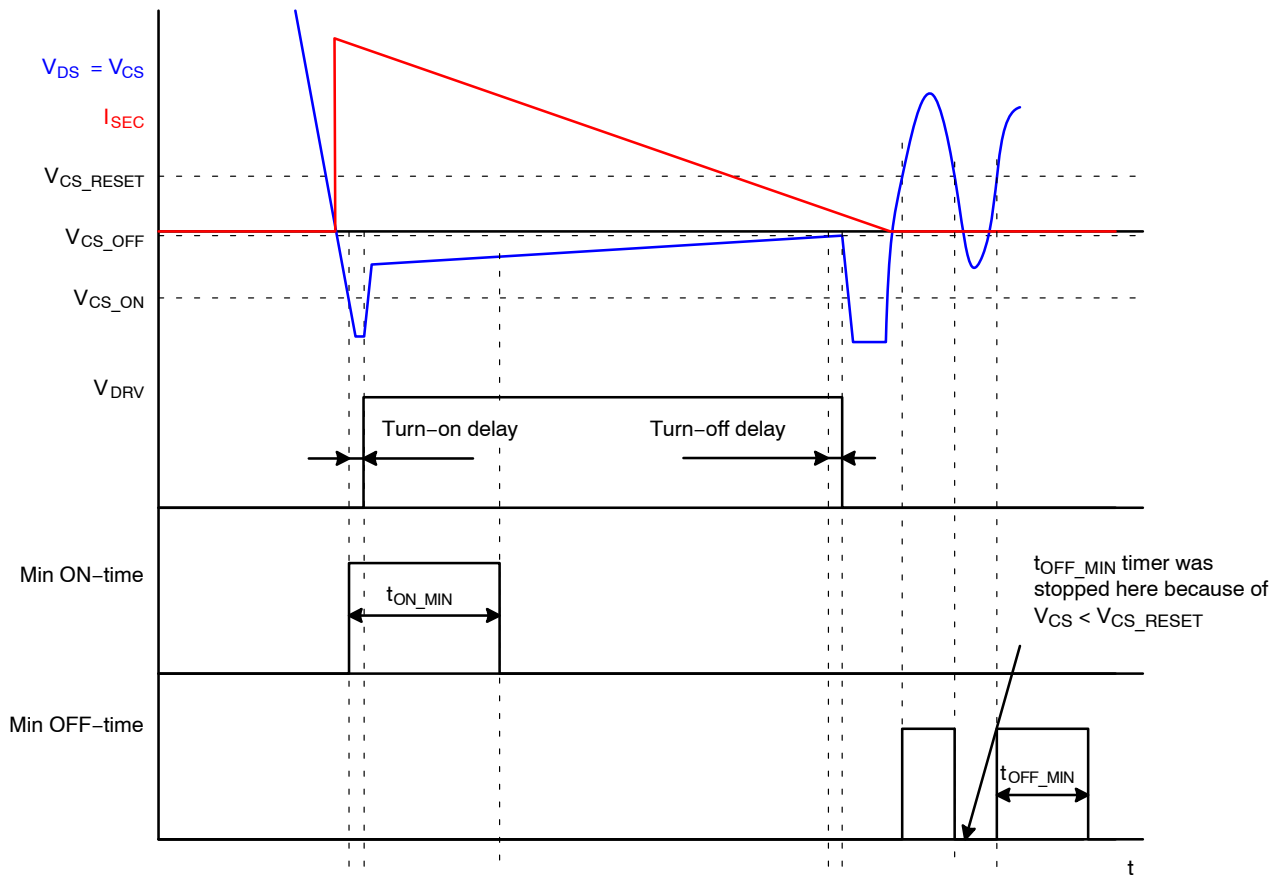 V_DS = V_CS
I_SEC
V_CS_RESET
V_CS_OFF
V_CS_ON
V_DRV
Turn−on delay
Turn−off delay
Min ON−time
t_ON_MIN
t_OFF_MIN timer was
stopped here because of
V_CS < V_CS_RESET
Min OFF−time
t_OFF_MIN
t